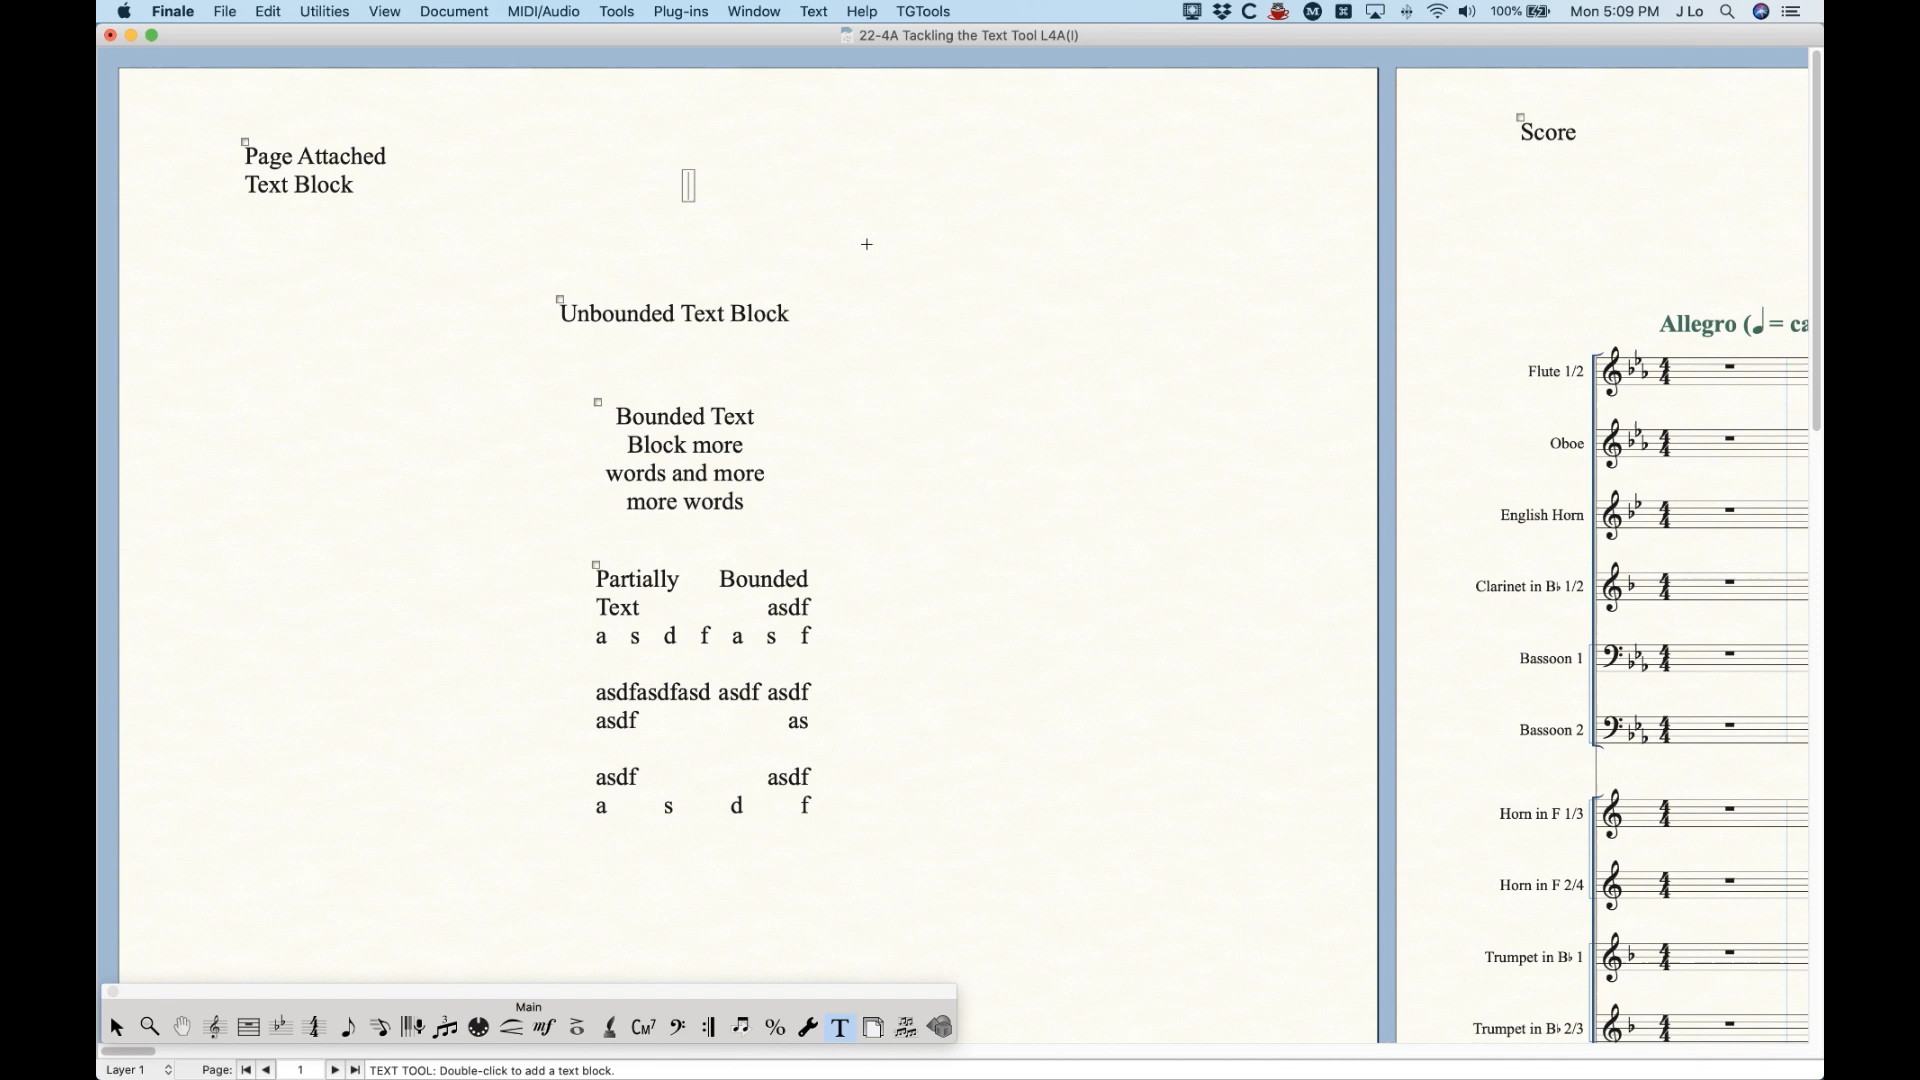 Finale File Edit Utilities View Document MIDI/Audio Tools Plug-ins Window Text Help TGTools 100% Mon 5:09 PM J Lo
22-4A Tackling the Text Tool L4A(I)
Page Attached
Text Block
Unbounded Text Block
Bounded Text
Block more
words and more
more words
Partially Bounded
Text asdf
a s d f a s f
asdfasdfasd asdf asdf
asdf as
asdf asdf
a s d f
Score
Allegro (♩ = ca
Flute 1/2
Oboe
English Horn
Clarinet in B♭ 1/2
Bassoon 1
Bassoon 2
Horn in F 1/3
Horn in F 2/4
Trumpet in B♭ 1
Trumpet in B♭ 2/3
Main
CM7
Layer 1 Page: 1 TEXT TOOL: Double-click to add a text block.